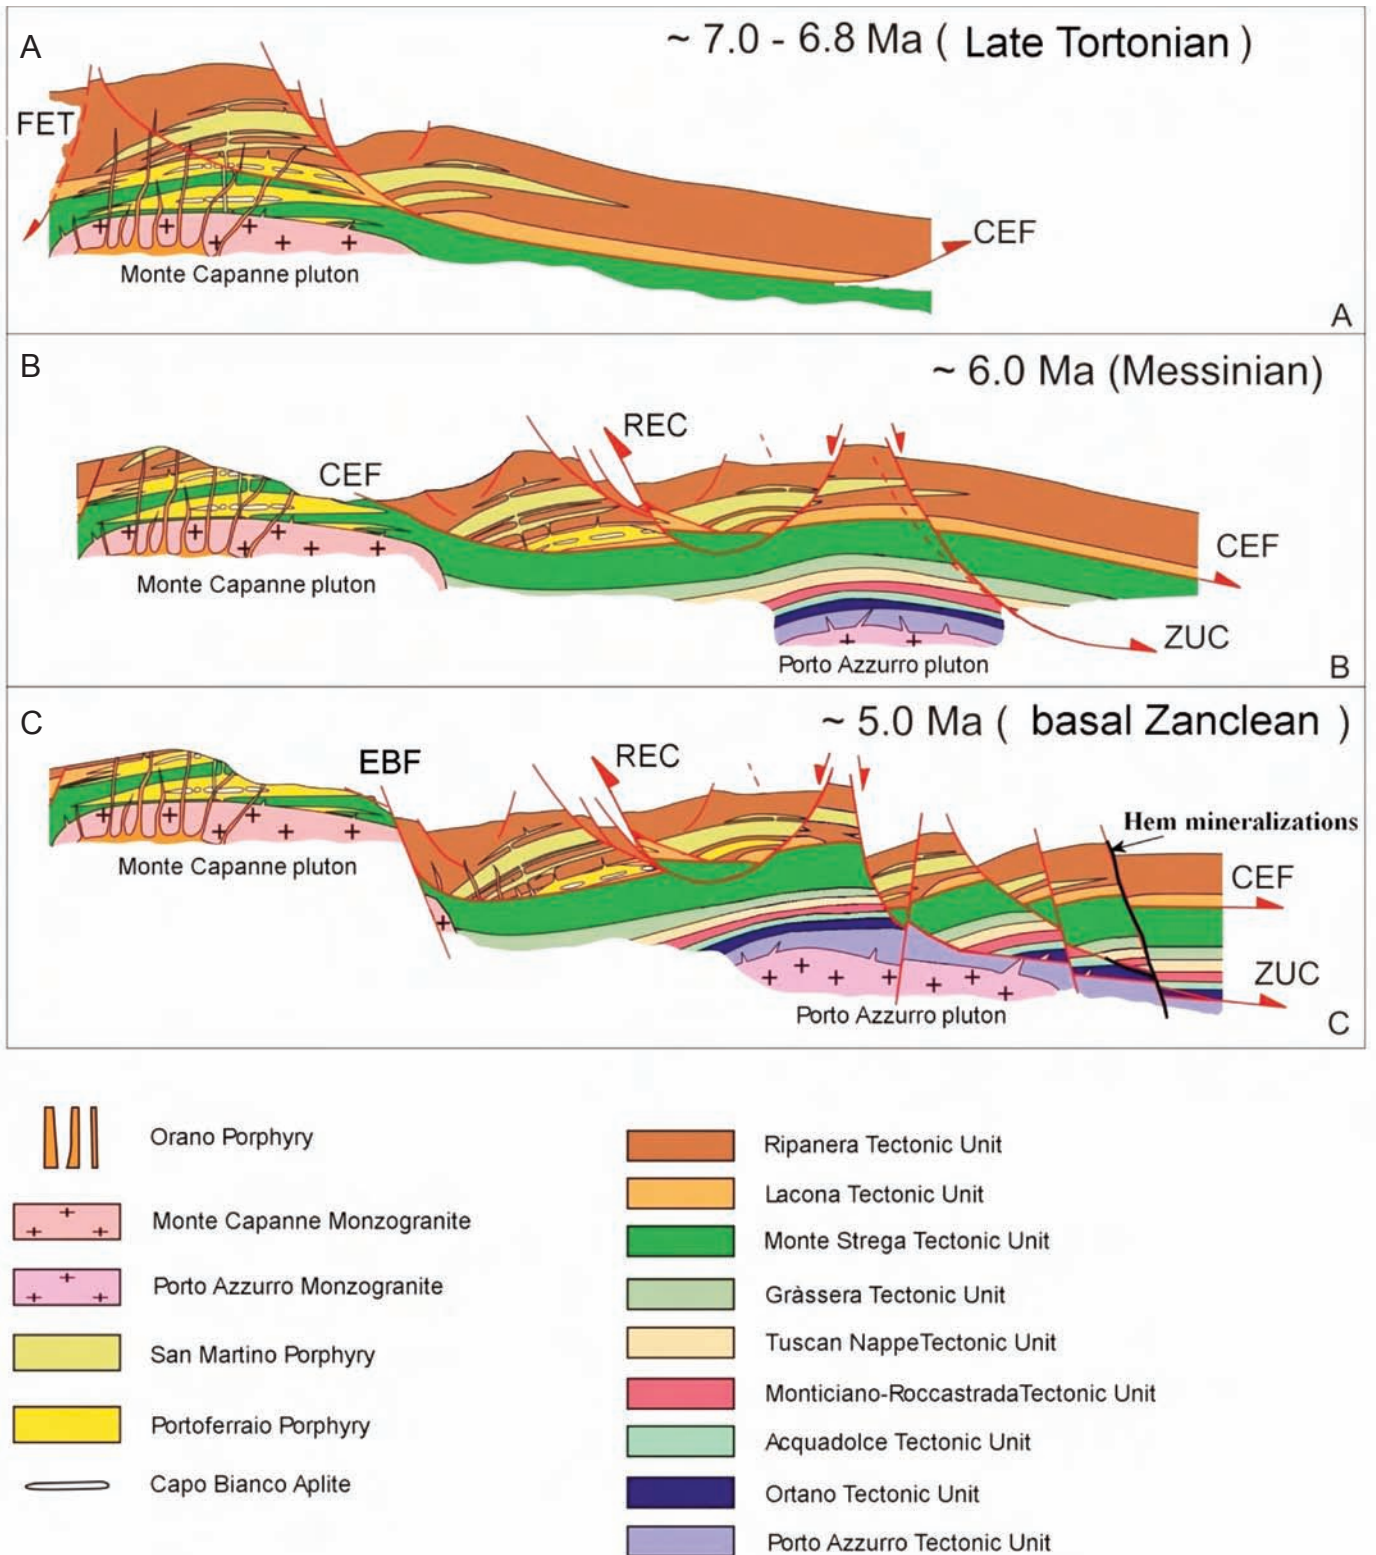 A
~ 7.0 - 6.8 Ma ( Late Tortonian )
FET
CEF
Monte Capanne pluton
A
B
~ 6.0 Ma (Messinian)
REC
CEF
CEF
Monte Capanne pluton
ZUC
Porto Azzurro pluton
B
C
~ 5.0 Ma ( basal Zanclean )
EBF
REC
Hem mineralizations
Monte Capanne pluton
CEF
ZUC
Porto Azzurro pluton
C
Orano Porphyry
Monte Capanne Monzogranite
Porto Azzurro Monzogranite
San Martino Porphyry
Portoferraio Porphyry
Capo Bianco Aplite
Ripanera Tectonic Unit
Lacona Tectonic Unit
Monte Strega Tectonic Unit
Gràssera Tectonic Unit
Tuscan NappeTectonic Unit
Monticiano-RoccastradaTectonic Unit
Acquadolce Tectonic Unit
Ortano Tectonic Unit
Porto Azzurro Tectonic Unit